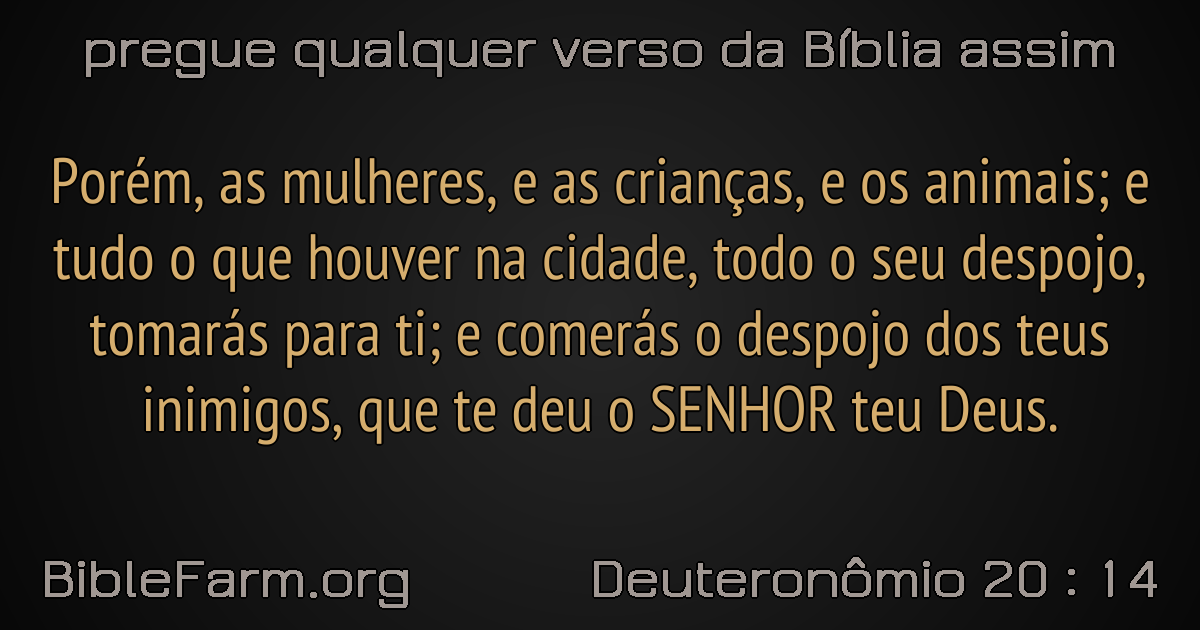 pregue qualquer verso da Bíblia assim
Porém, as mulheres, e as crianças, e os animais; e
tudo o que houver na cidade, todo o seu despojo,
tomarás para ti; e comerás o despojo dos teus
inimigos, que te deu o SENHOR teu Deus.
BibleFarm.org
Deuteronômio 20 : 14